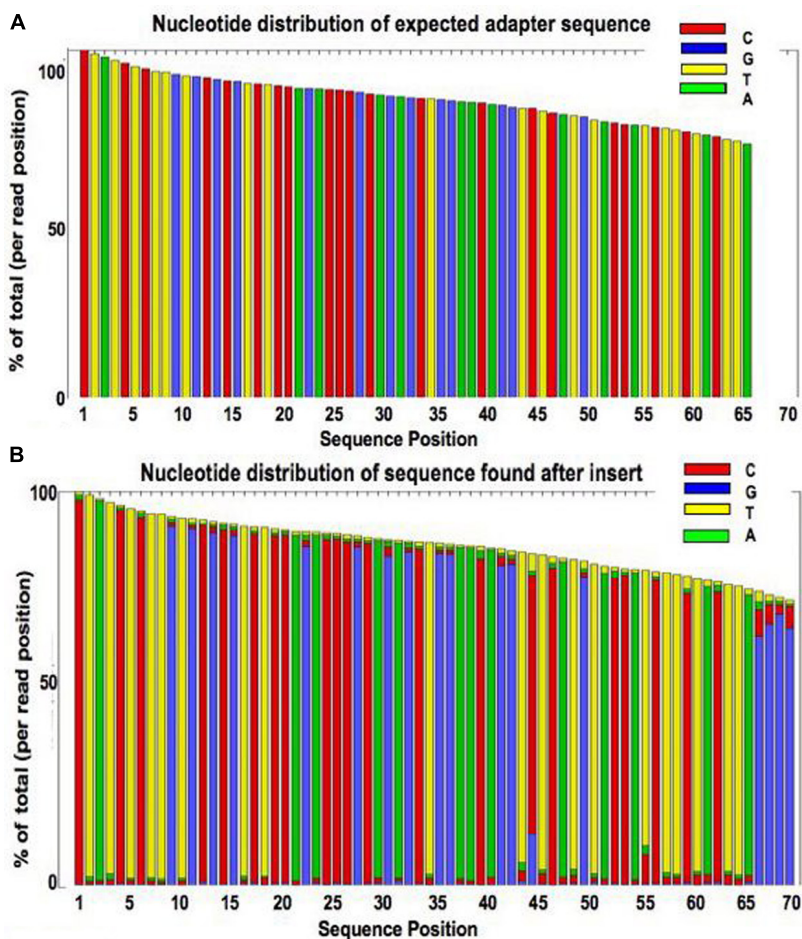 A
Nucleotide distribution of expected adapter sequence
C
G
T
A
100
50
0
% of total (per read position)
1 5 10 15 20 25 30 35 40 45 50 55 60 65 70
Sequence Position
B
Nucleotide distribution of sequence found after insert
C
G
T
A
100
50
0
% of total (per read position)
1 5 10 15 20 25 30 35 40 45 50 55 60 65 70
Sequence Position